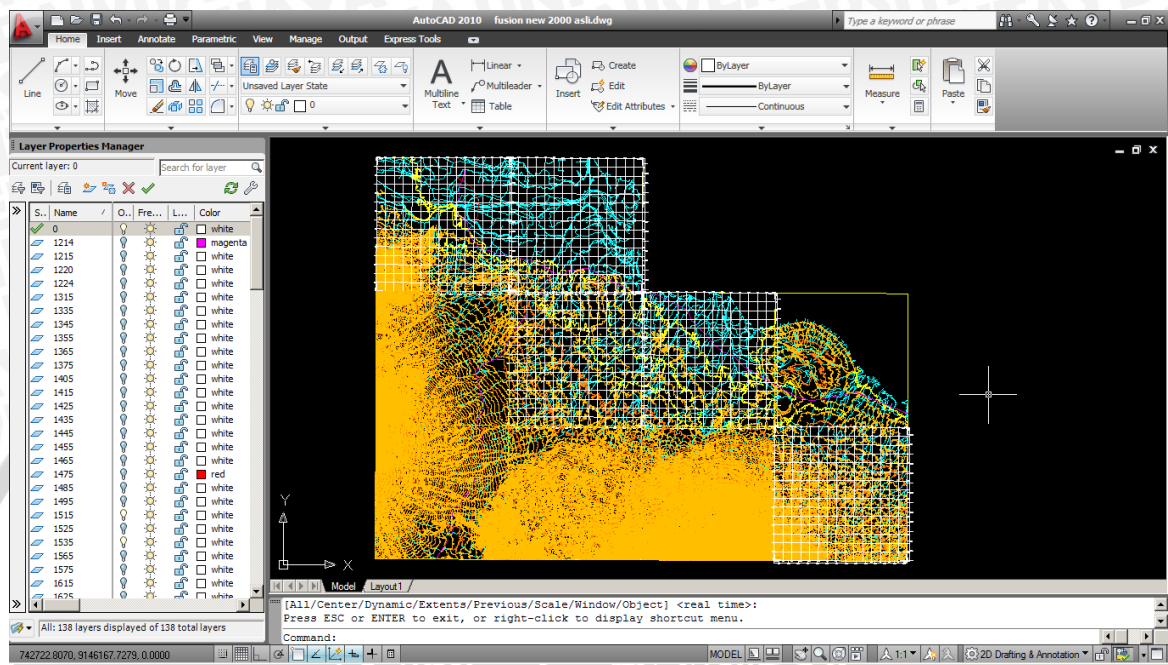 AutoCAD 2010 fusion new 2000 asli.dwg
Type a keyword or phrase
Home Insert Annotate Parametric View Manage Output Express Tools
Line
Move
Unsaved Layer State
0
Multiline Text
Linear
Multileader
Table
Insert
Create
Edit
Edit Attributes
ByLayer
ByLayer
Continuous
Measure
Paste
Layer Properties Manager
Current layer: 0
Search for layer
S.. Name O.. Fre... L... Color
0 white
1214 magenta
1215 white
1220 white
1224 white
1315 white
1335 white
1345 white
1355 white
1365 white
1375 white
1405 white
1415 white
1425 white
1435 white
1445 white
1455 white
1465 white
1475 red
1485 white
1495 white
1515 white
1525 white
1535 white
1565 white
1575 white
1615 white
1625 white
All: 138 layers displayed of 138 total layers
Y
X
Model Layout1
[All/Center/Dynamic/Extents/Previous/Scale/Window/Object] <real time>:
Press ESC or ENTER to exit, or right-click to display shortcut menu.
Command:
742722.8070, 9146167.7279, 0.0000
MODEL
1:1
2D Drafting & Annotation